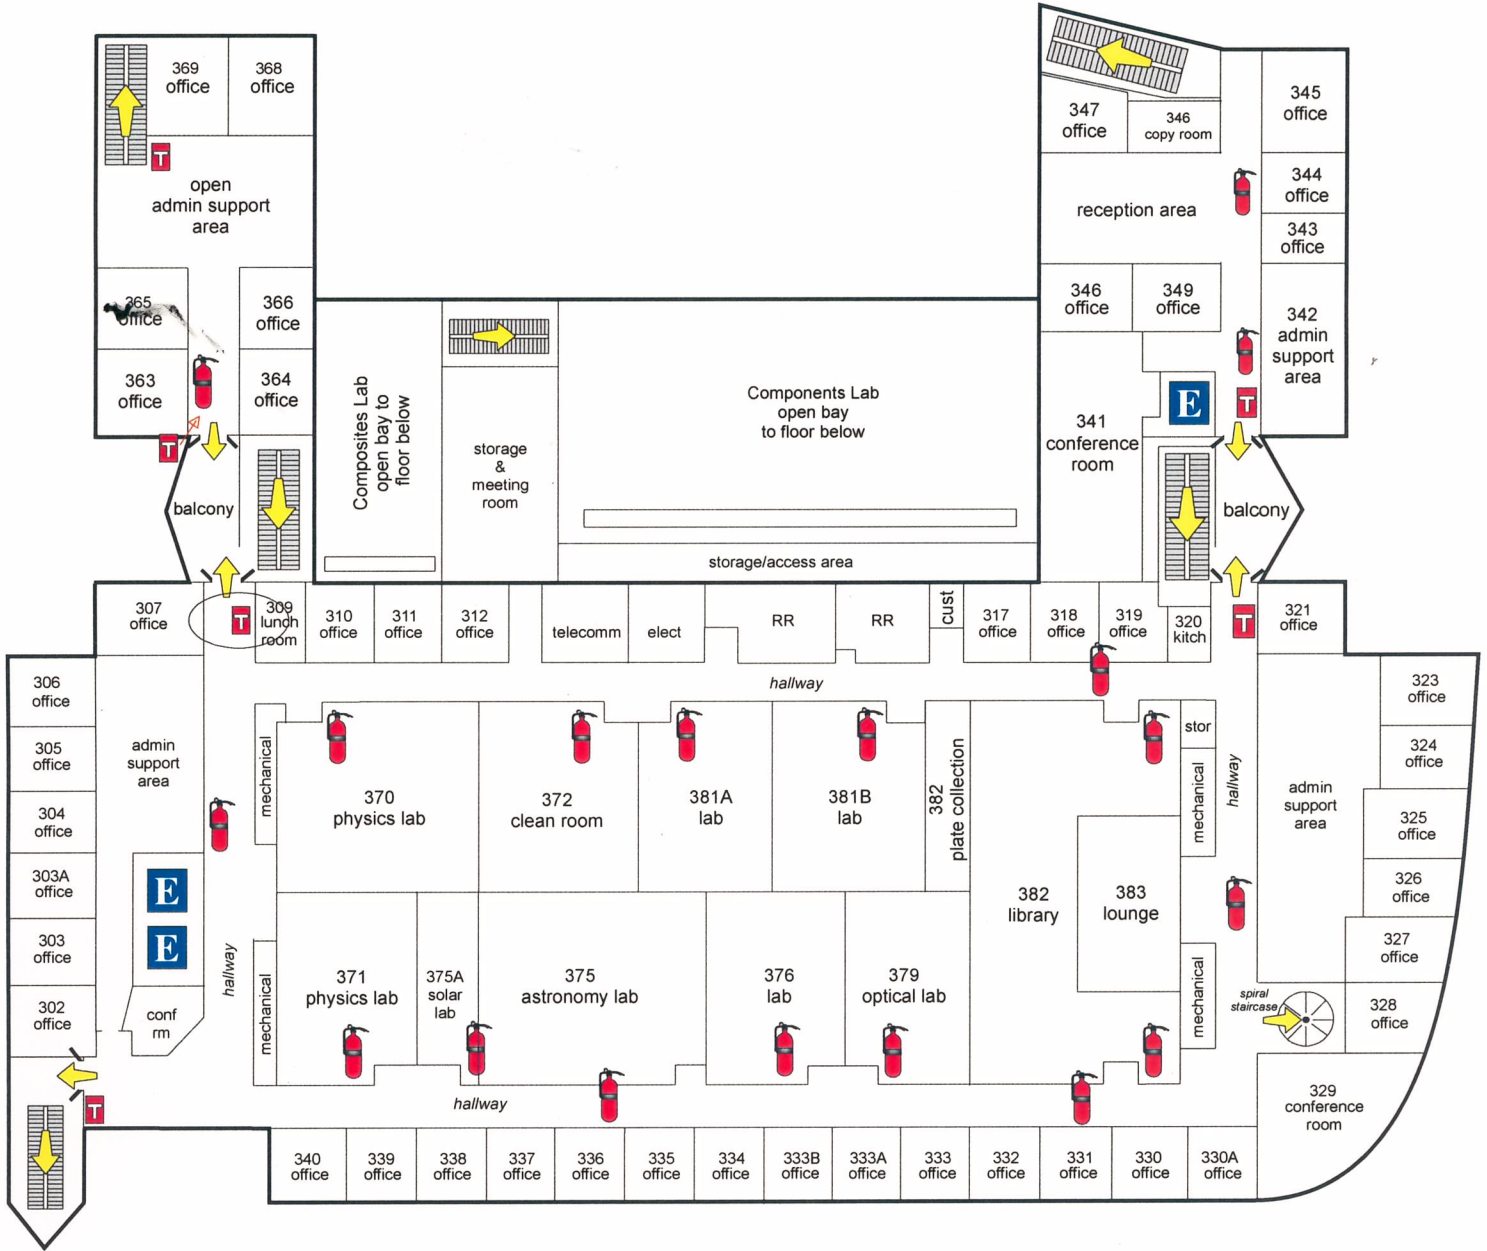 369
office
368
office
T
open
admin support
area
365
office
366
office
363
office
364
office
T
balcony
347
office
346
copy room
345
office
344
office
reception area
343
office
346
office
349
office
342
admin
support
area
E
T
341
conference
room
balcony
Composites Lab
open bay to
floor below
storage
&
meeting
room
Components Lab
open bay
to floor below
storage/access area
307
office
T
309
lunch
room
310
office
311
office
312
office
telecomm
elect
RR
RR
cust
317
office
318
office
319
office
320
kitch
T
321
office
hallway
306
office
305
office
304
office
303A
office
303
office
302
office
admin
support
area
E
E
conf
rm
hallway
T
mechanical
mechanical
370
physics lab
372
clean room
381A
lab
381B
lab
382
plate collection
371
physics lab
375A
solar
lab
375
astronomy lab
376
lab
379
optical lab
382
library
383
lounge
stor
mechanical
mechanical
hallway
admin
support
area
323
office
324
office
325
office
326
office
327
office
328
office
spiral
staircase
329
conference
room
hallway
340
office
339
office
338
office
337
office
336
office
335
office
334
office
333B
office
333A
office
333
office
332
office
331
office
330
office
330A
office